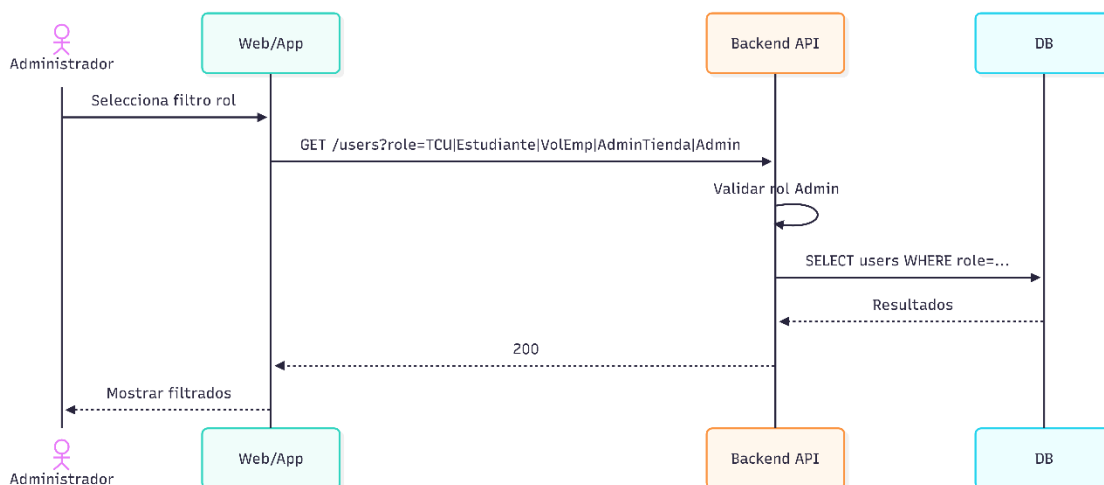 Administrador
Web/App
Backend API
DB
Selecciona filtro rol
GET /users?role=TCU|Estudiante|VolEmp|AdminTienda|Admin
Validar rol Admin
SELECT users WHERE role=...
Resultados
200
Mostrar filtrados
Administrador
Web/App
Backend API
DB